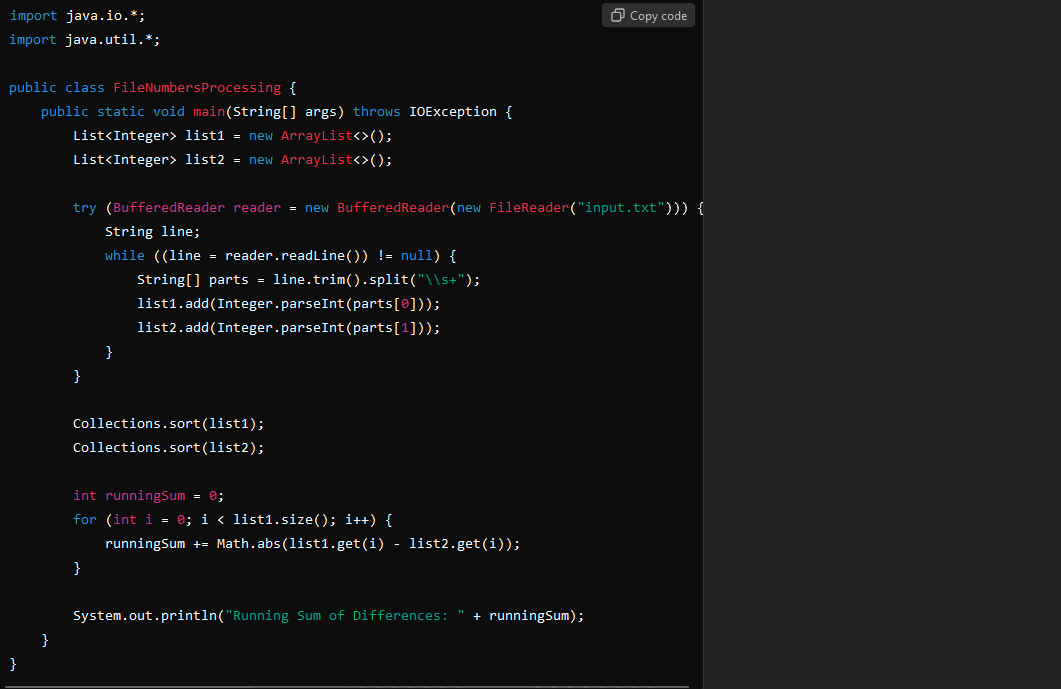 import java.io.*;
Copy code
import java.util.*;
public class FileNumbersProcessing {
    public static void main(String[] args) throws IOException {
        List<Integer> list1 = new ArrayList<>();
        List<Integer> list2 = new ArrayList<>();
        try (BufferedReader reader = new BufferedReader(new FileReader("input.txt"))) {
            String line;
            while ((line = reader.readLine()) != null) {
                String[] parts = line.trim().split("\\s+");
                list1.add(Integer.parseInt(parts[0]));
                list2.add(Integer.parseInt(parts[1]));
            }
        }
        Collections.sort(list1);
        Collections.sort(list2);
        int runningSum = 0;
        for (int i = 0; i < list1.size(); i++) {
            runningSum += Math.abs(list1.get(i) - list2.get(i));
        }
        System.out.println("Running Sum of Differences: " + runningSum);
    }
}